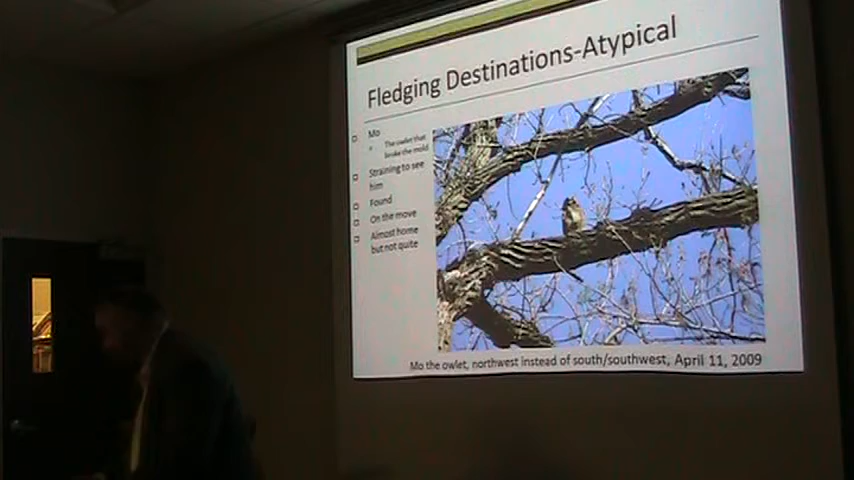 Fledging Destinations-Atypical
Mo
The owlet that
broke the mold
Straining to see
him
Found
On the move
Almost home
but not quite
Mo the owlet, northwest instead of south/southwest, April 11, 2009